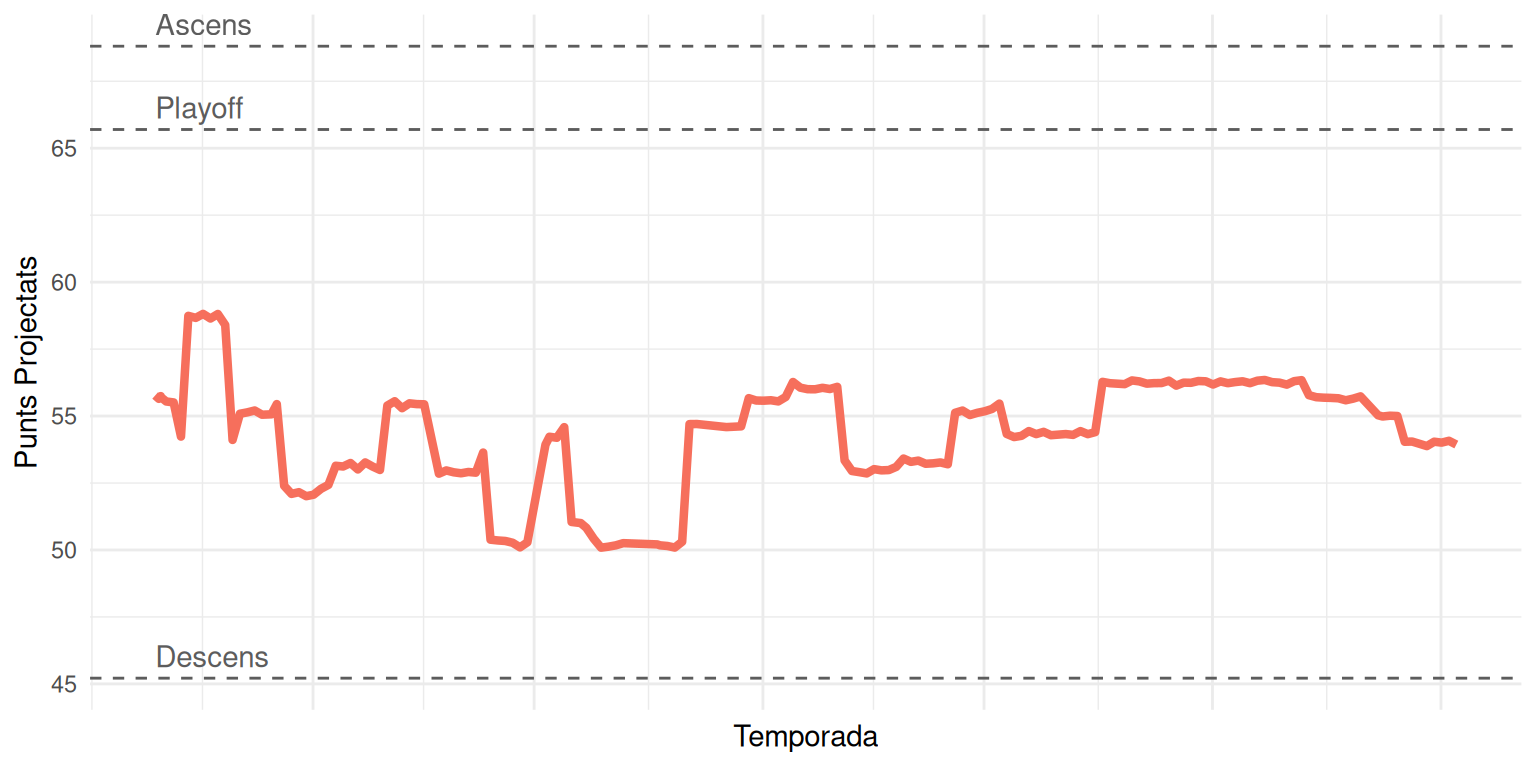 Ascens
Playoff
65
60
55
50
Descens
45
Punts Projectats
Temporada